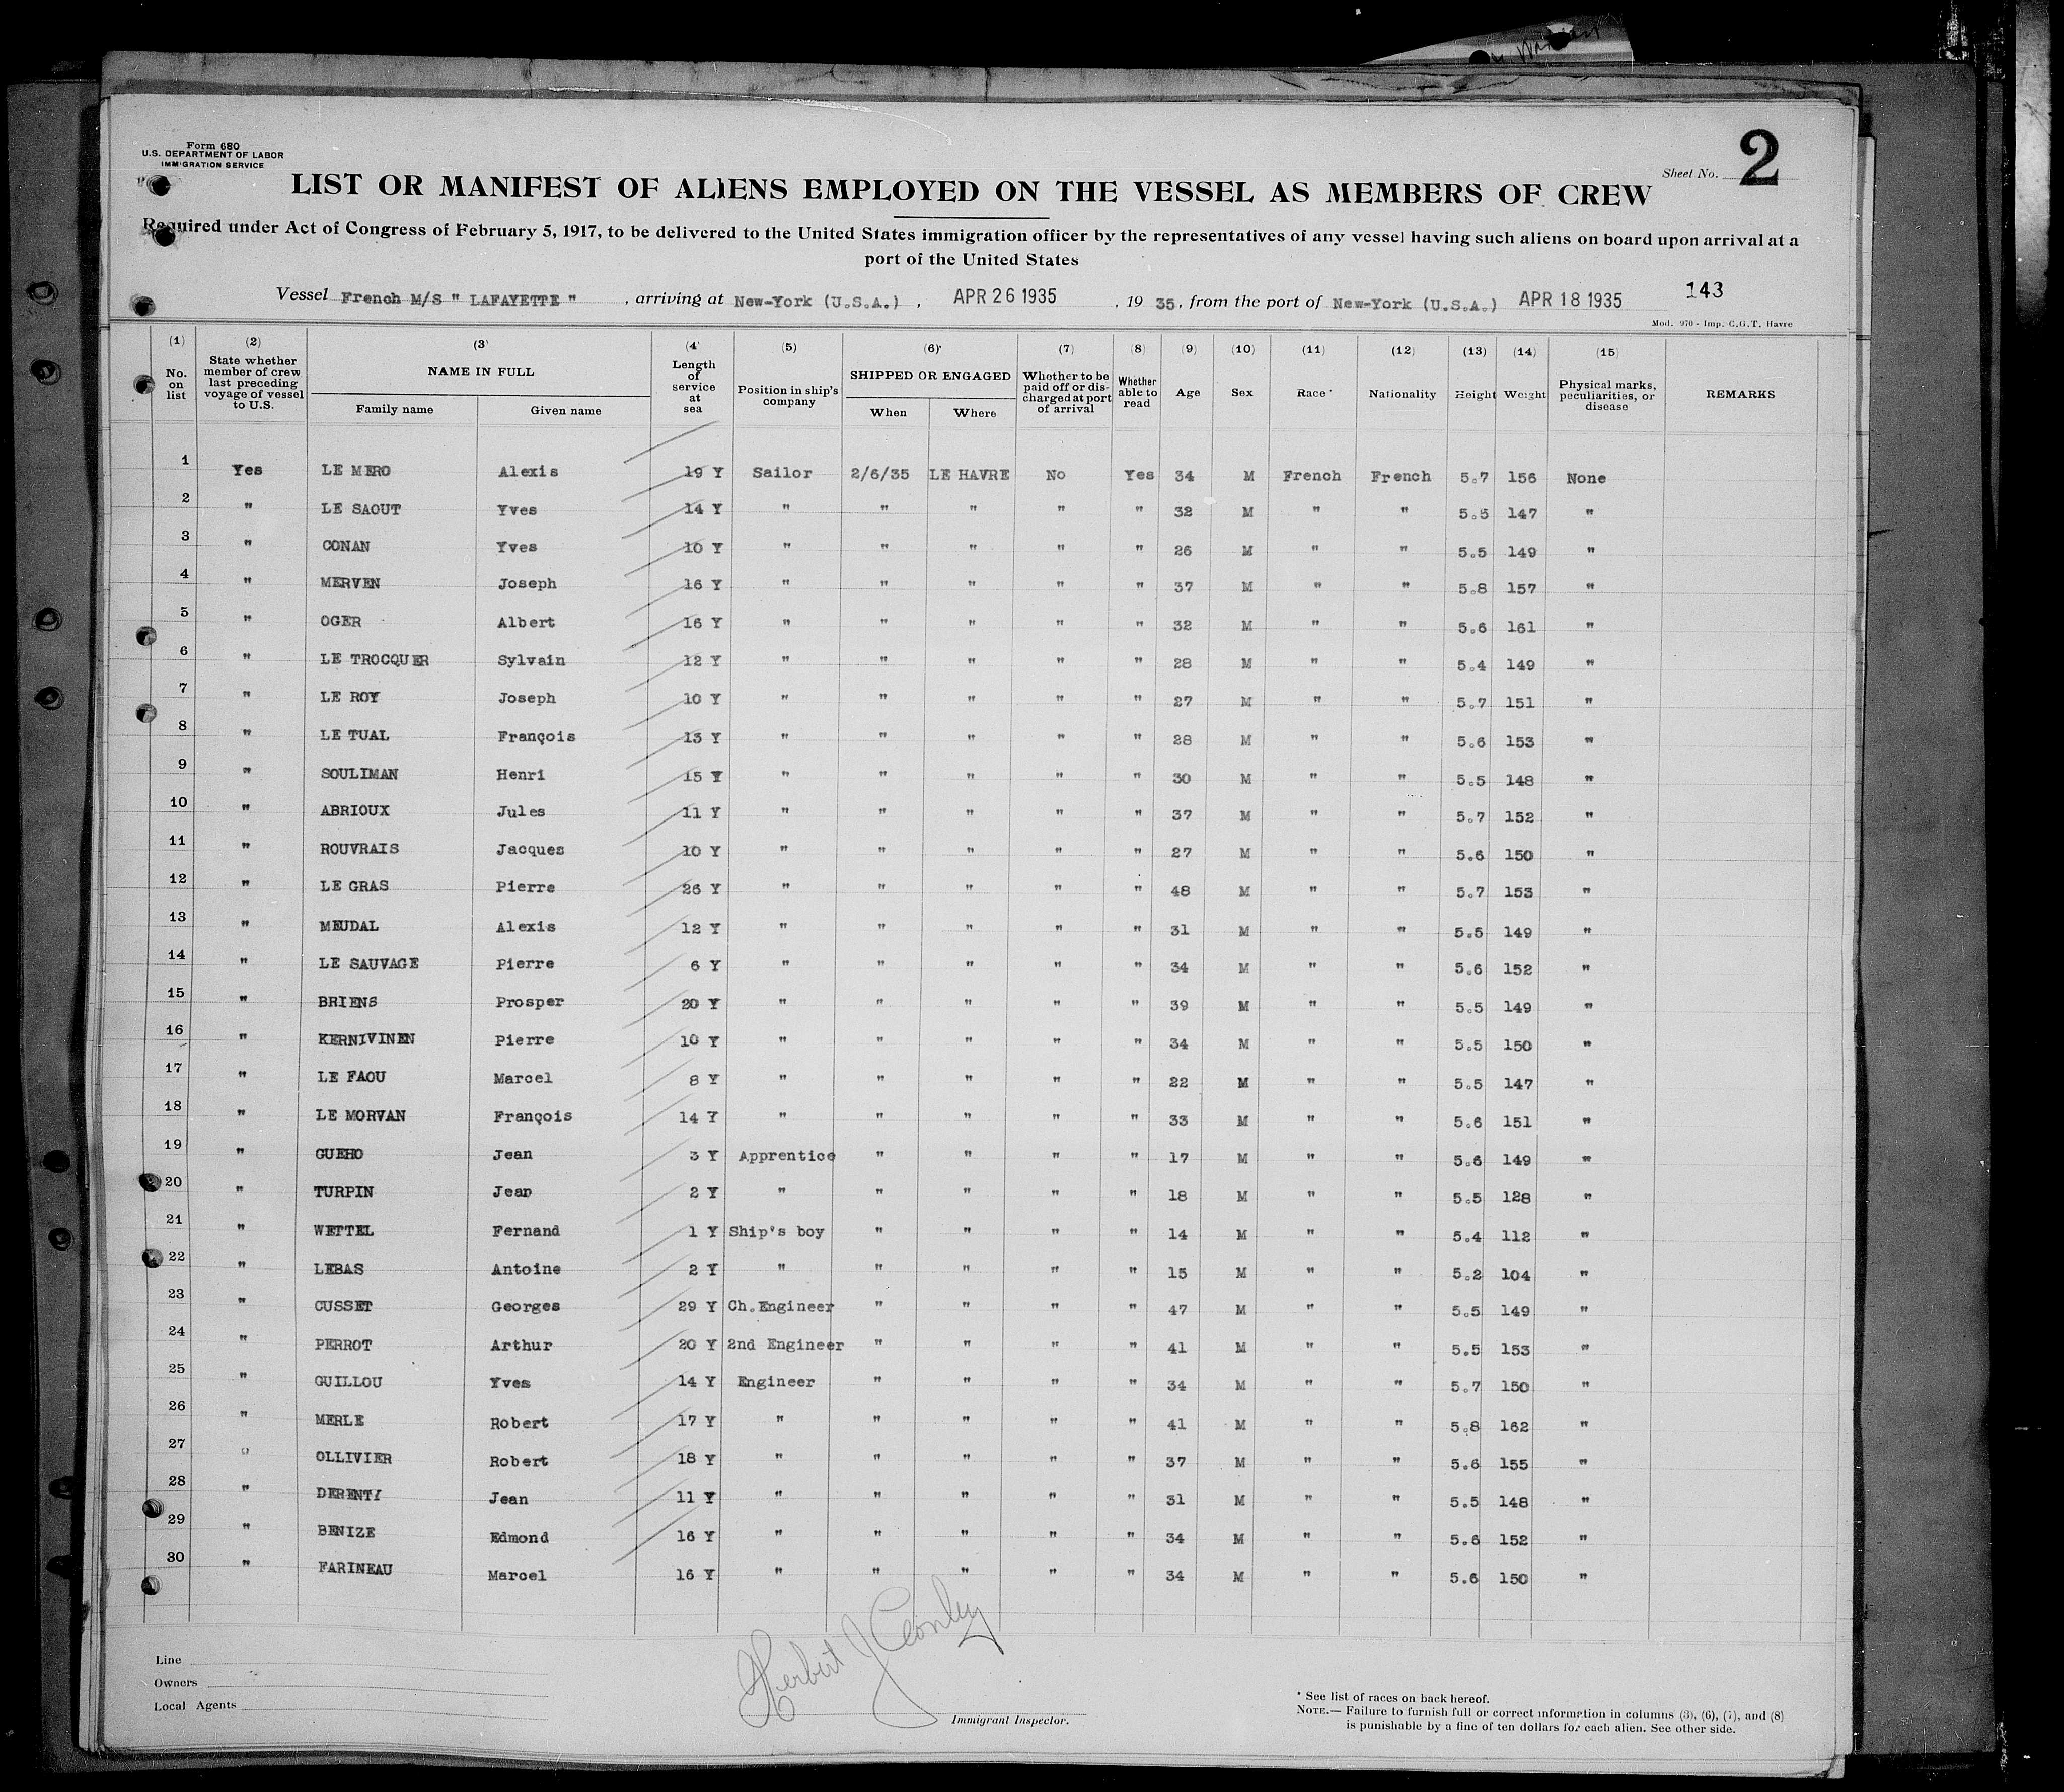 Form 680
U.S. DEPARTMENT OF LABOR
IMMIGRATION SERVICE
Sheet No. 2
LIST OR MANIFEST OF ALIENS EMPLOYED ON THE VESSEL AS MEMBERS OF CREW
Required under Act of Congress of February 5, 1917, to be delivered to the United States immigration officer by the representatives of any vessel having such aliens on board upon arrival at a
port of the United States
Vessel French M/S " LAFAYETTE " , arriving at New-York (U.S.A.) , APR 26 1935 , 19 35, from the port of New-York (U.S.A.) APR 18 1935 143
Mod. 970 - Imp. C.G.T. Havre
(1) No. on list (2) State whether member of crew last preceding voyage of vessel to U.S. (3) NAME IN FULL Family name Given name (4) Length of service at sea (5) Position in ship's company (6) SHIPPED OR ENGAGED When Where (7) Whether to be paid off or discharged at port of arrival (8) Whether able to read (9) Age (10) Sex (11) Race * (12) Nationality (13) Height (14) Weight (15) Physical marks, peculiarities, or disease REMARKS
1 Yes LE MERO Alexis 19 Y Sailor 2/6/35 LE HAVRE No Yes 34 M French French 5.7 156 None
2 " LE SAOUT Yves 14 Y " " " " " 32 M " " 5.5 147 "
3 " CONAN Yves 10 Y " " " " " 26 M " " 5.5 149 "
4 " MERVEN Joseph 16 Y " " " " " 37 M " " 5.8 157 "
5 " OGER Albert 16 Y " " " " " 32 M " " 5.6 161 "
6 " LE TROCQUER Sylvain 12 Y " " " " " 28 M " " 5.4 149 "
7 " LE ROY Joseph 10 Y " " " " " 27 M " " 5.7 151 "
8 " LE TUAL François 13 Y " " " " " 28 M " " 5.6 153 "
9 " SOULIMAN Henri 15 Y " " " " " 30 M " " 5.5 148 "
10 " ABRIOUX Jules 11 Y " " " " " 37 M " " 5.7 152 "
11 " ROUVRAIS Jacques 10 Y " " " " " 27 M " " 5.6 150 "
12 " LE GRAS Pierre 26 Y " " " " " 48 M " " 5.7 153 "
13 " MEUDAL Alexis 12 Y " " " " " 31 M " " 5.5 149 "
14 " LE SAUVAGE Pierre 6 Y " " " " " 34 M " " 5.6 152 "
15 " BRIENS Prosper 20 Y " " " " " 39 M " " 5.5 149 "
16 " KERNIVINEN Pierre 10 Y " " " " " 34 M " " 5.5 150 "
17 " LE FAOU Marcel 8 Y " " " " " 22 M " " 5.5 147 "
18 " LE MORVAN François 14 Y " " " " " 33 M " " 5.6 151 "
19 " GUEHO Jean 3 Y Apprentice " " " " 17 M " " 5.6 149 "
20 " TURPIN Jean 2 Y " " " " " 18 M " " 5.5 128 "
21 " WETTEL Fernand 1 Y Ship's boy " " " " 14 M " " 5.4 112 "
22 " LEBAS Antoine 2 Y " " " " " 15 M " " 5.2 104 "
23 " CUSSET Georges 29 Y Ch.Engineer " " " " 47 M " " 5.5 149 "
24 " PERROT Arthur 20 Y 2nd Engineer " " " " 41 M " " 5.5 153 "
25 " GUILLOU Yves 14 Y Engineer " " " " 34 M " " 5.7 150 "
26 " MERLE Robert 17 Y " " " " " 41 M " " 5.8 162 "
27 " OLLIVIER Robert 18 Y " " " " " 37 M " " 5.6 155 "
28 " Jean 11 Y " " " " " 31 M " " 5.5 148 "
29 " BENIZE Edmond 16 Y " " " " " 34 M " " 5.6 152 "
30 " FARINEAU Marcel 16 Y " " " " " 34 M " " 5.6 150 "
Line
Owners
Local Agents
Herbert J
Immigrant Inspector.
* See list of races on back hereof.
NOTE.— Failure to furnish full or correct information in columns (3), (6), (7), and (8)
is punishable by a fine of ten dollars for each alien. See other side.